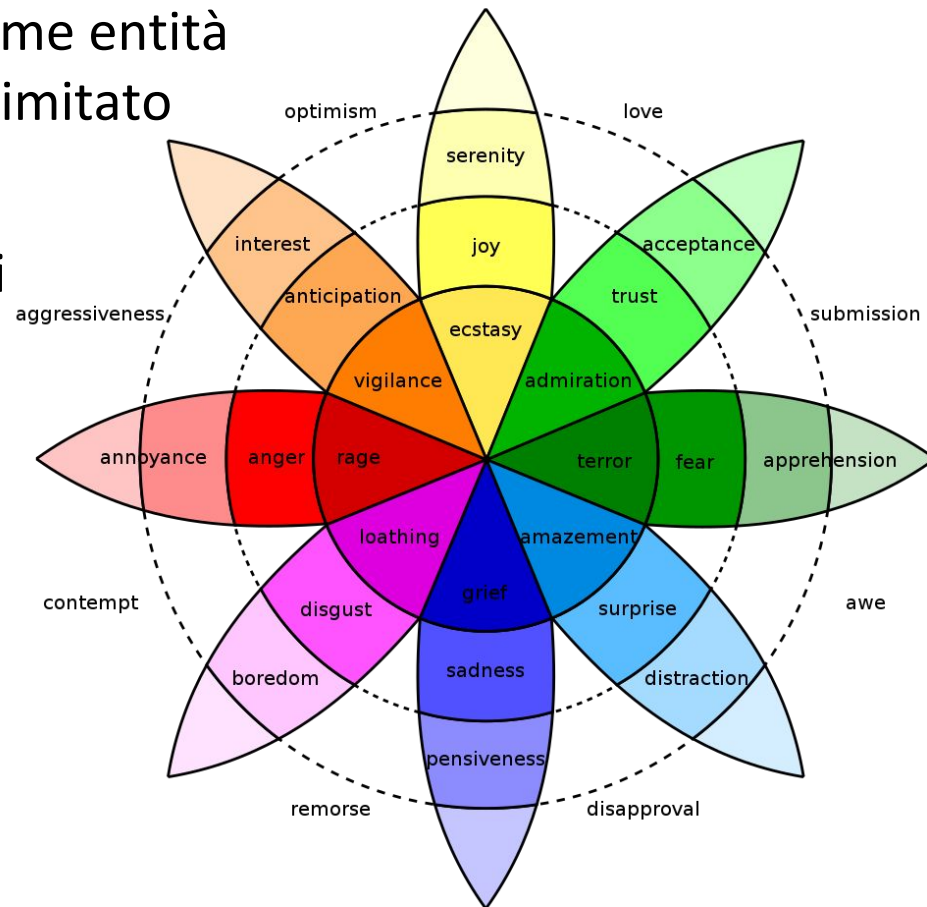 me entità
imitato
i
optimism
love
serenity
interest
joy
acceptance
anticipation
trust
aggressiveness
submission
ecstasy
vigilance
admiration
annoyance
anger
rage
terror
fear
apprehension
loathing
amazement
grief
contempt
disgust
surprise
awe
boredom
sadness
distraction
pensiveness
remorse
disapproval